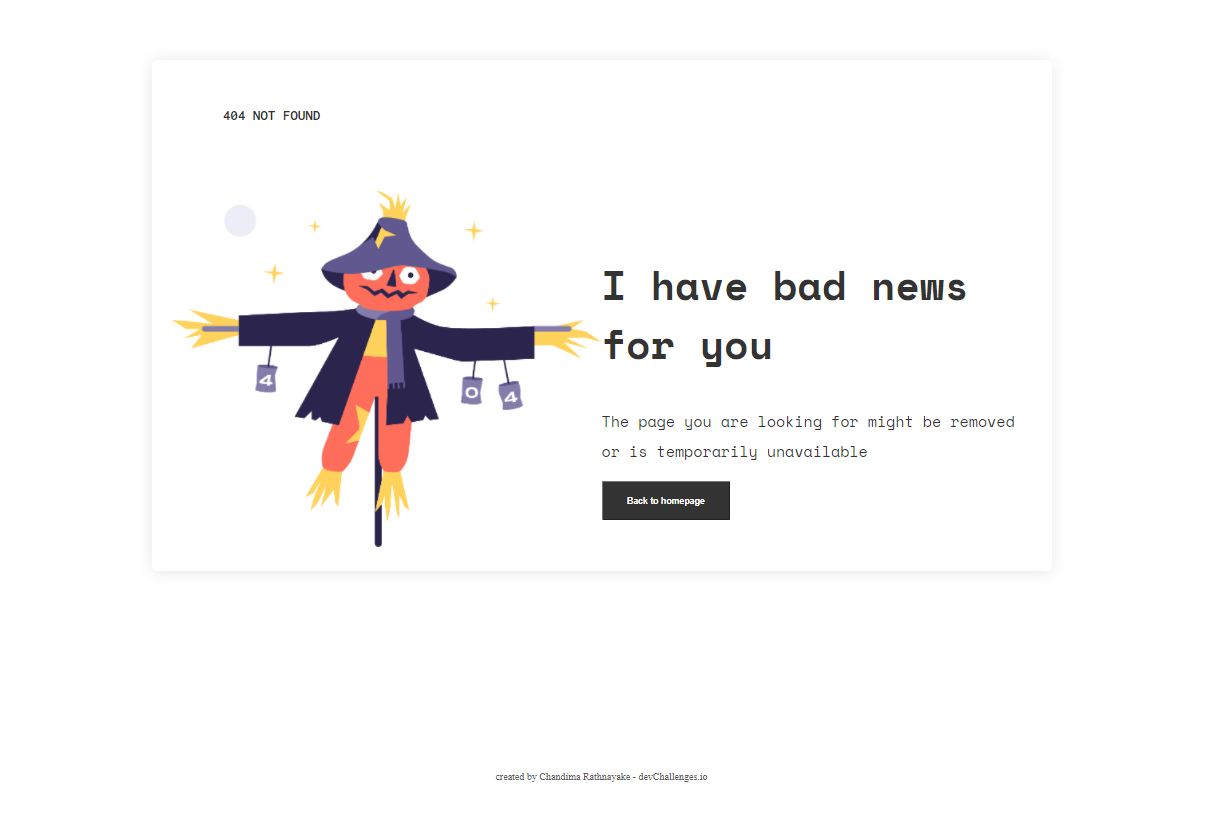 404 NOT FOUND
I have bad news
for you
4
0
4
The page you are looking for might be removed
or is temporarily unavailable
Back to homepage
created by Chandima Rathnayake - devChallenges.io